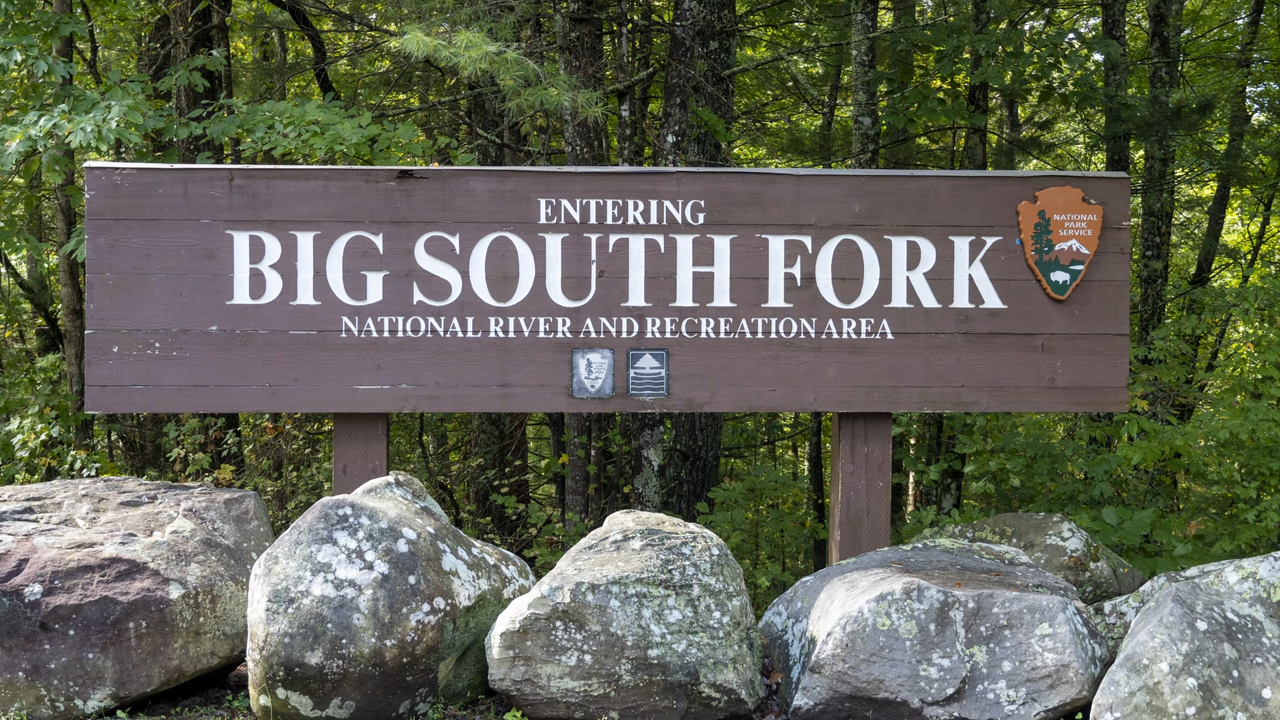 ENTERING
BIG SOUTH FORK
NATIONAL RIVER AND RECREATION AREA
NATIONAL
PARK
SERVICE